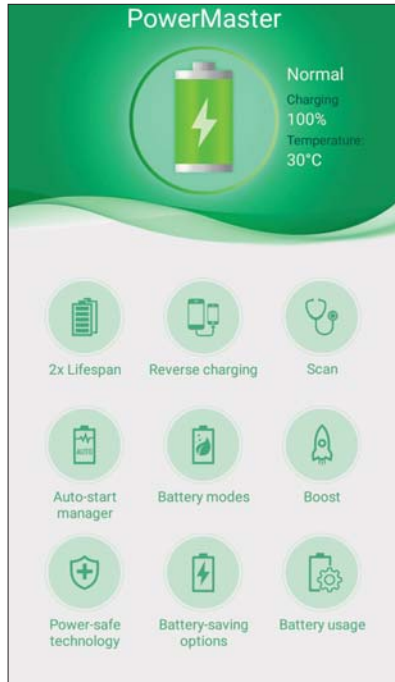 PowerMaster
Normal
Charging
100%
Temperature:
30°C
2x Lifespan
Reverse charging
Scan
AUTO
Auto-start
manager
Battery modes
Boost
Power-safe
technology
Battery-saving
options
Battery usage